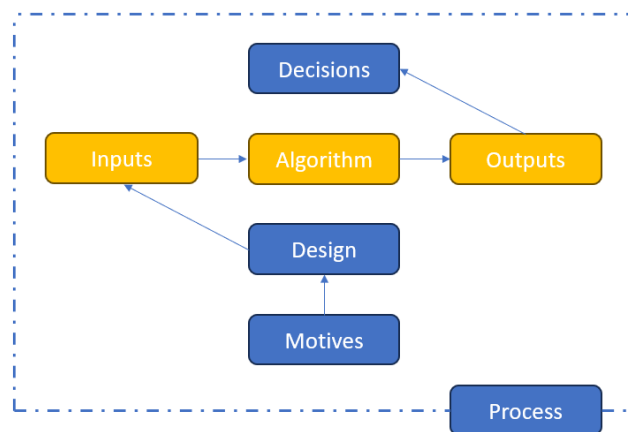 Decisions
Inputs
Algorithm
Outputs
Design
Motives
Process